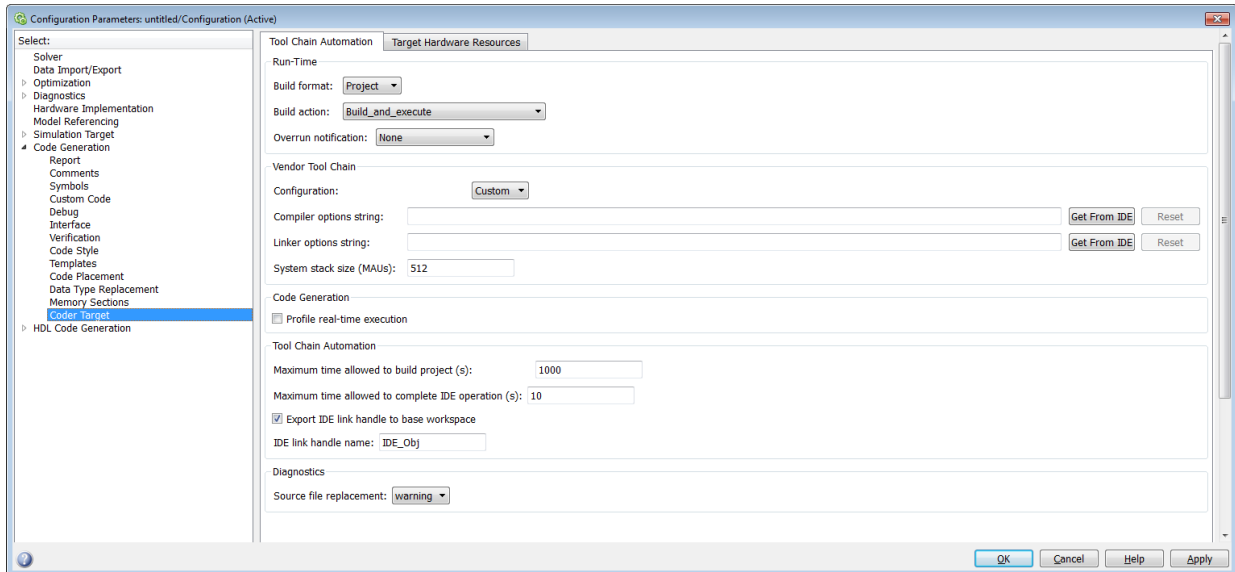 Configuration Parameters: untitled/Configuration (Active)
Select:
Solver
Data Import/Export
Optimization
Diagnostics
Hardware Implementation
Model Referencing
Simulation Target
Code Generation
Report
Comments
Symbols
Custom Code
Debug
Interface
Verification
Code Style
Templates
Code Placement
Data Type Replacement
Memory Sections
Coder Target
HDL Code Generation
Tool Chain Automation Target Hardware Resources
Run-Time
Build format: Project
Build action: Build_and_execute
Overrun notification: None
Vendor Tool Chain
Configuration: Custom
Compiler options string: Get From IDE Reset
Linker options string: Get From IDE Reset
System stack size (MAUs): 512
Code Generation
Profile real-time execution
Tool Chain Automation
Maximum time allowed to build project (s): 1000
Maximum time allowed to complete IDE operation (s): 10
Export IDE link handle to base workspace
IDE link handle name: IDE_Obj
Diagnostics
Source file replacement: warning
OK Cancel Help Apply